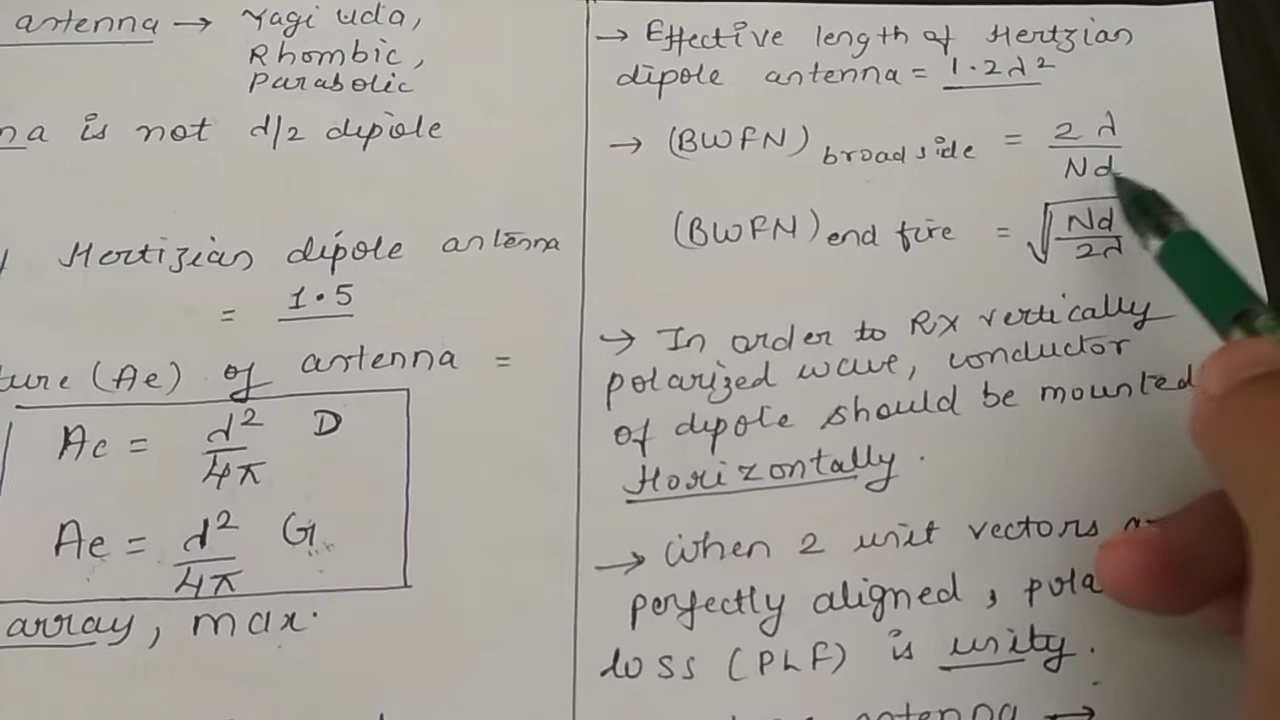 antenna → Yagi uda,
Rhombic,
Parabolic
na is not λ/2 dipole
Hertizian dipole antenna
= 1.5
ture (Ae) of antenna =
Ae = λ²/4π D
Ae = λ²/4π G
array, max.
→ Effective length of Hertzian
dipole antenna = 1.2λ²
→ (BWFN) broadside = 2λ/Nd
(BWFN) end fire = √(Nd/2λ)
→ In order to RX vertically
polarized wave, conductor
of dipole should be mounted
Horizontally.
→ When 2 unit vectors
perfectly aligned, pola
loss (PLF) is unity.
antenna →